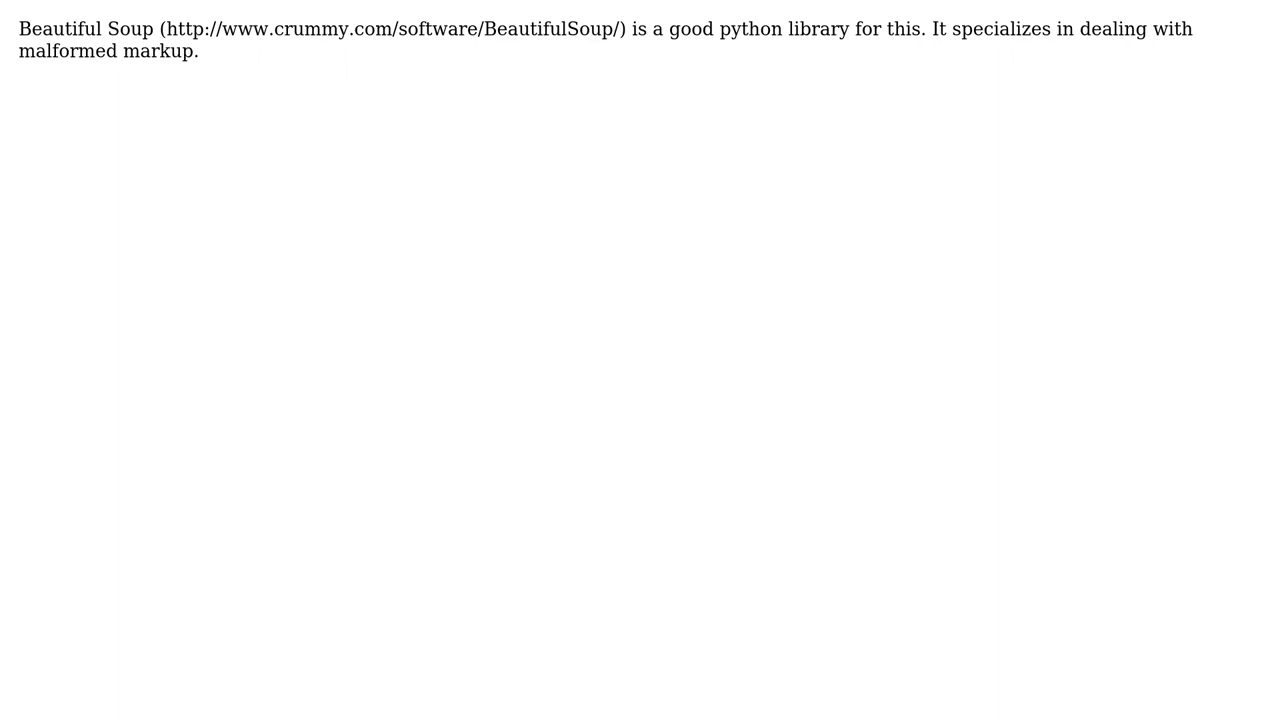 Beautiful Soup (http://www.crummy.com/software/BeautifulSoup/) is a good python library for this. It specializes in dealing with
malformed markup.